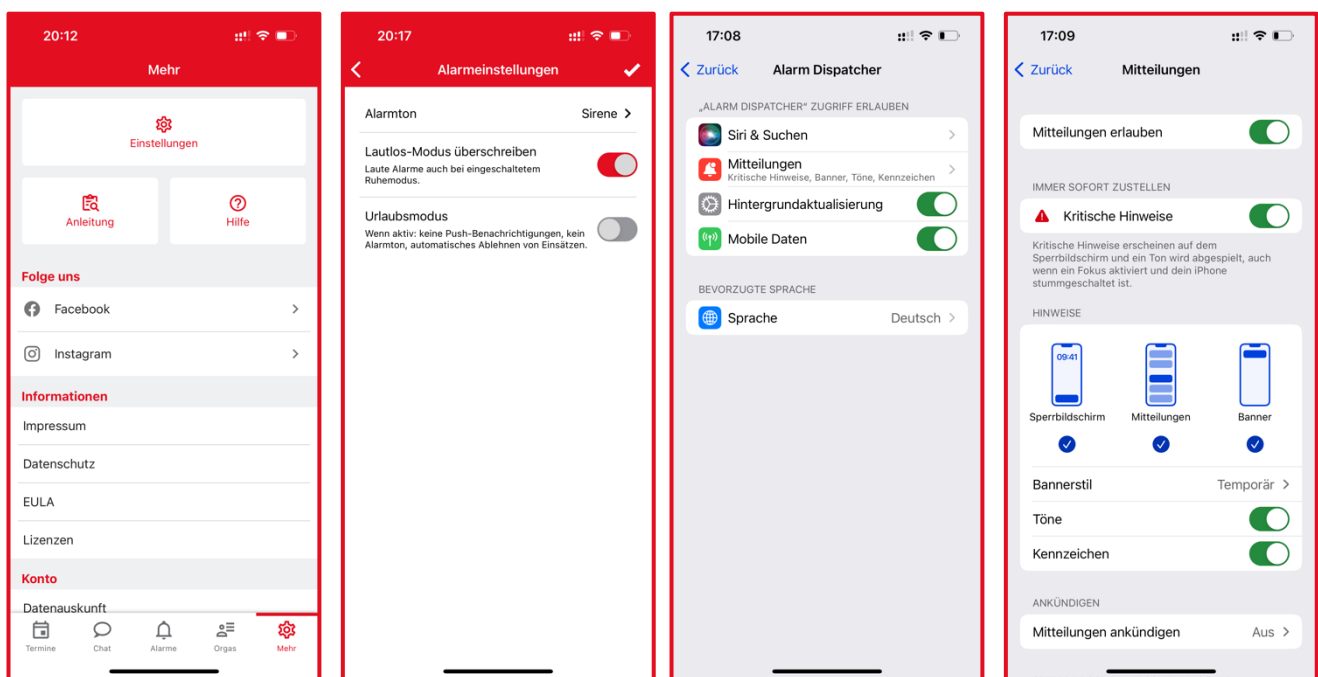 20:12
Mehr
Einstellungen
Anleitung
Hilfe
Folge uns
Facebook
Instagram
Informationen
Impressum
Datenschutz
EULA
Lizenzen
Konto
Datenauskunft
Termine
Chat
Alarme
Orgas
Mehr
20:17
Alarmeinstellungen
Alarmton
Sirene
Lautlos-Modus überschreiben
Laute Alarme auch bei eingeschaltetem
Ruhemodus.
Urlaubsmodus
Wenn aktiv: keine Push-Benachrichtigungen, kein
Alarmton, automatisches Ablehnen von Einsätzen.
17:08
Zurück
Alarm Dispatcher
„ALARM DISPATCHER“ ZUGRIFF ERLAUBEN
Siri & Suchen
Mitteilungen
Kritische Hinweise, Banner, Töne, Kennzeichen
Hintergrundaktualisierung
Mobile Daten
BEVORZUGTE SPRACHE
Sprache
Deutsch
17:09
Zurück
Mitteilungen
Mitteilungen erlauben
IMMER SOFORT ZUSTELLEN
Kritische Hinweise
Kritische Hinweise erscheinen auf dem
Sperrbildschirm und ein Ton wird abgespielt, auch
wenn ein Fokus aktiviert und dein iPhone
stummgeschaltet ist.
HINWEISE
09:41
Sperrbildschirm
Mitteilungen
Banner
Bannerstil
Temporär
Töne
Kennzeichen
ANKÜNDIGEN
Mitteilungen ankündigen
Aus